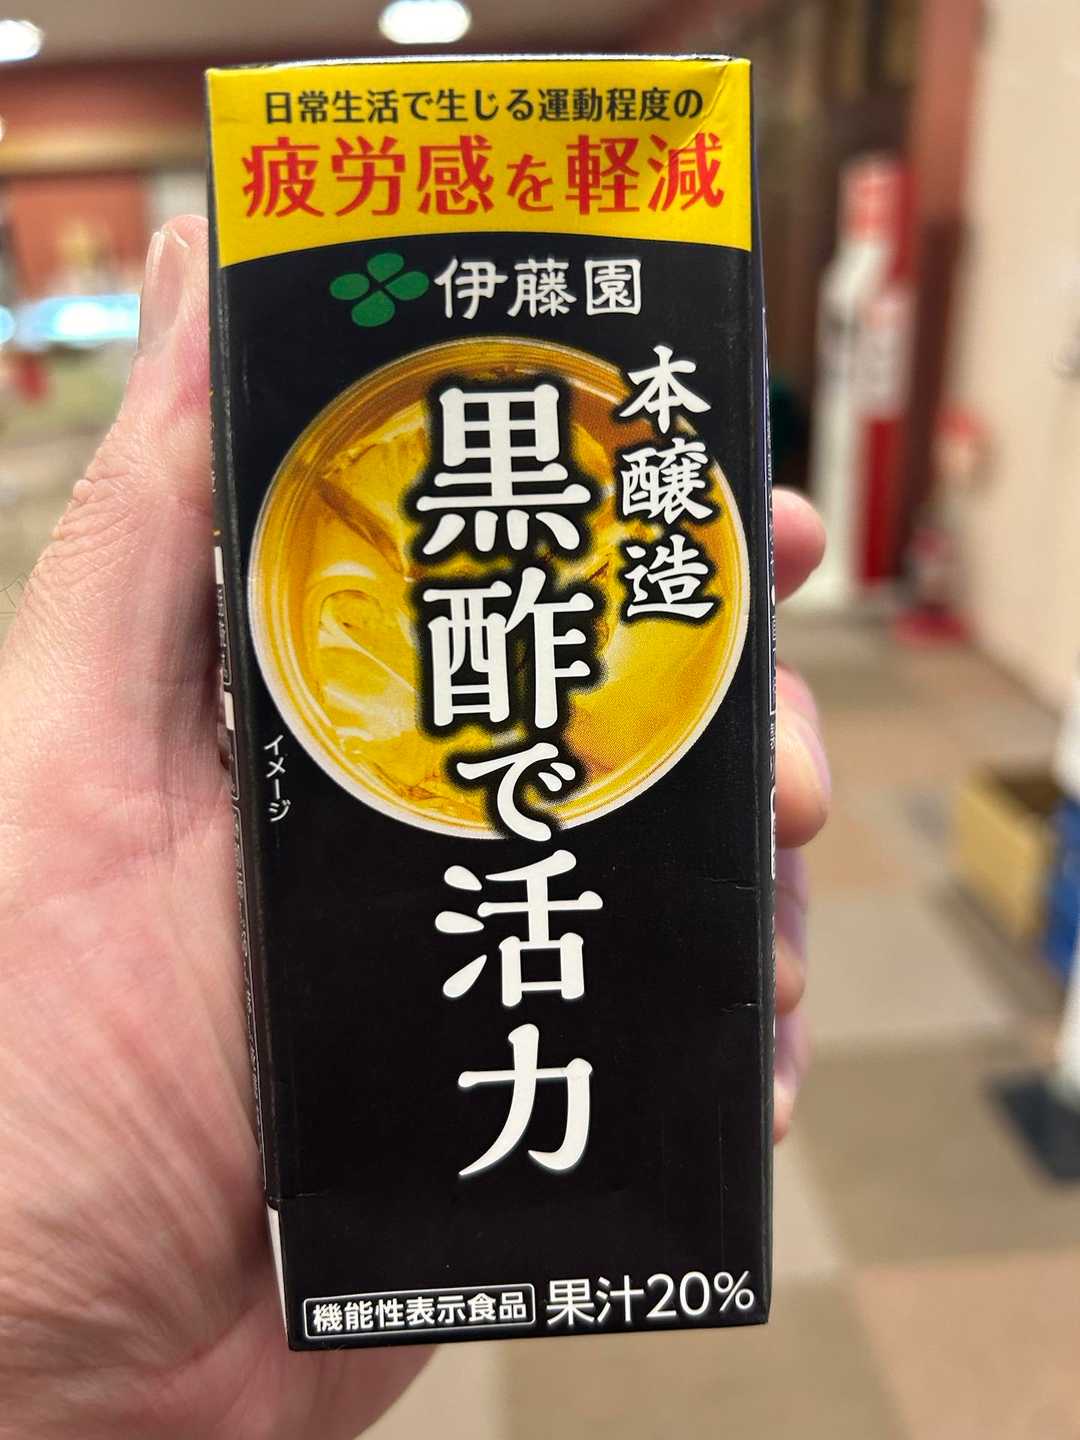 日常生活で生じる運動程度の
疲労感を軽減
伊藤園
本醸造
黒酢で活力
イメージ
機能性表示食品
果汁20%